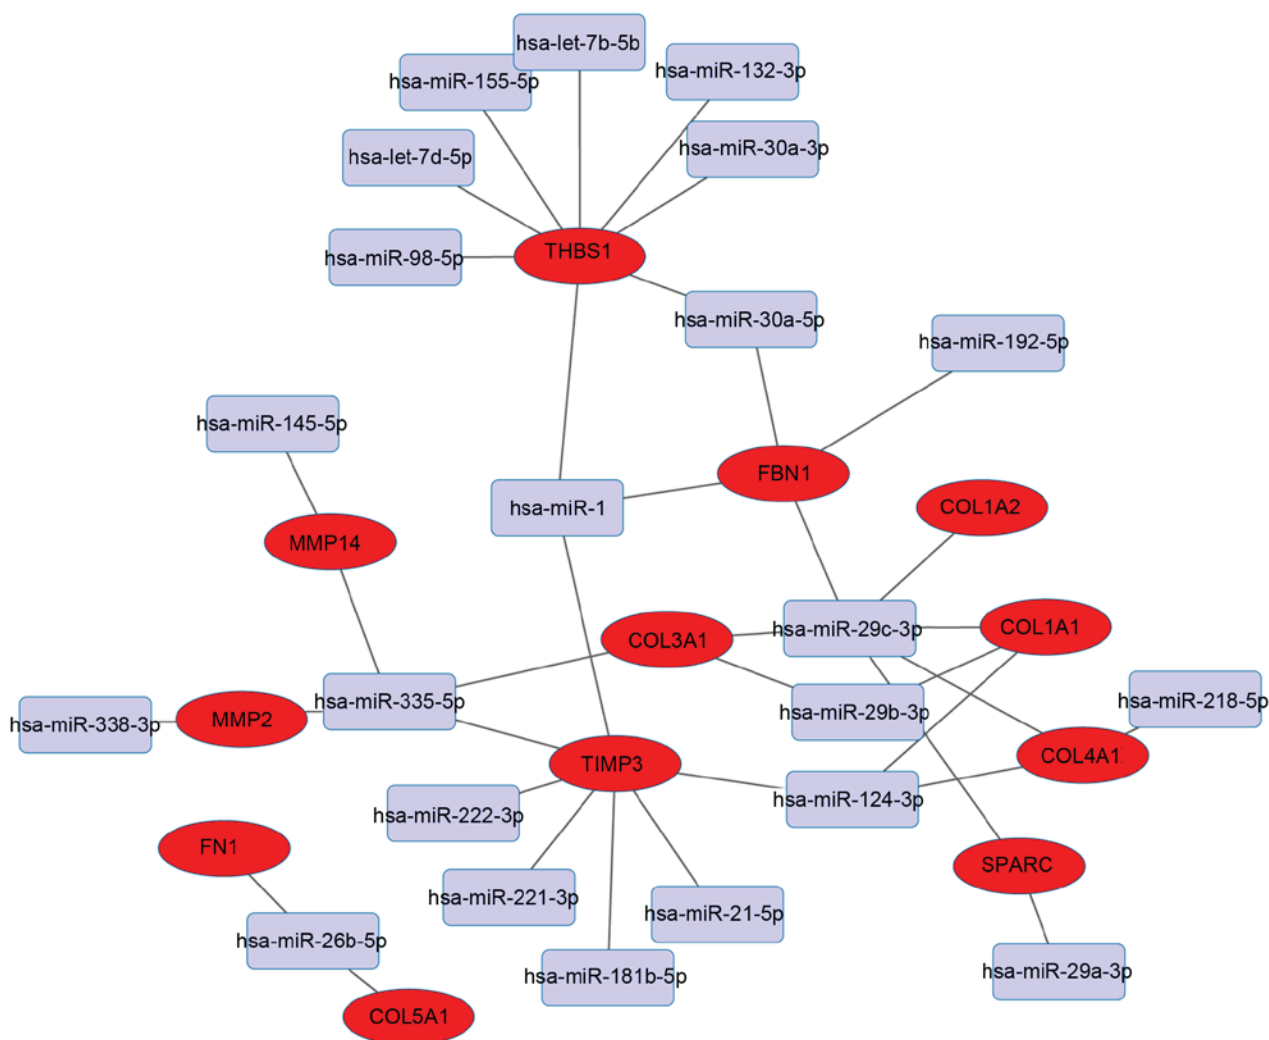 hsa-let-7b-5b
hsa-miR-155-5p
hsa-miR-132-3p
hsa-let-7d-5p
hsa-miR-30a-3p
hsa-miR-98-5p
THBS1
hsa-miR-30a-5p
hsa-miR-192-5p
hsa-miR-145-5p
FBN1
hsa-miR-1
COL1A2
MMP14
COL3A1
hsa-miR-29c-3p
COL1A1
hsa-miR-335-5p
hsa-miR-29b-3p
hsa-miR-218-5p
hsa-miR-338-3p
MMP2
TIMP3
COL4A1
hsa-miR-222-3p
hsa-miR-124-3p
FN1
SPARC
hsa-miR-221-3p
hsa-miR-21-5p
hsa-miR-26b-5p
hsa-miR-181b-5p
hsa-miR-29a-3p
COL5A1